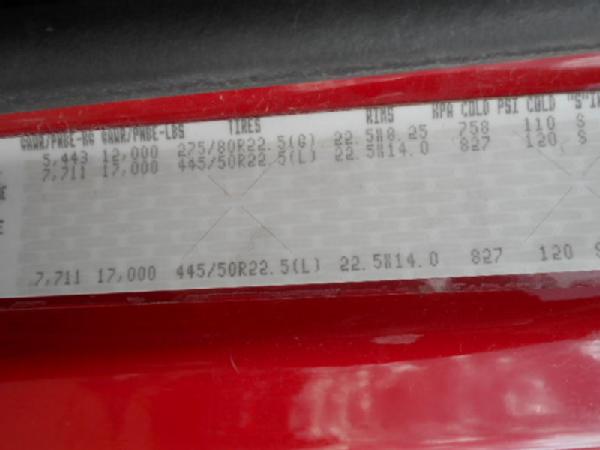 GAWR/PNBE-KG GAWR/PNBE-LBS TIRES RIMS KPA COLD PSI COLD "S"
5,443 12,000 275/80R22.5(G) 22.5X8.25 758 110 S
7,711 17,000 445/50R22.5(L) 22.5X14.0 827 120 S
E
7,711 17,000 445/50R22.5(L) 22.5X14.0 827 120 S